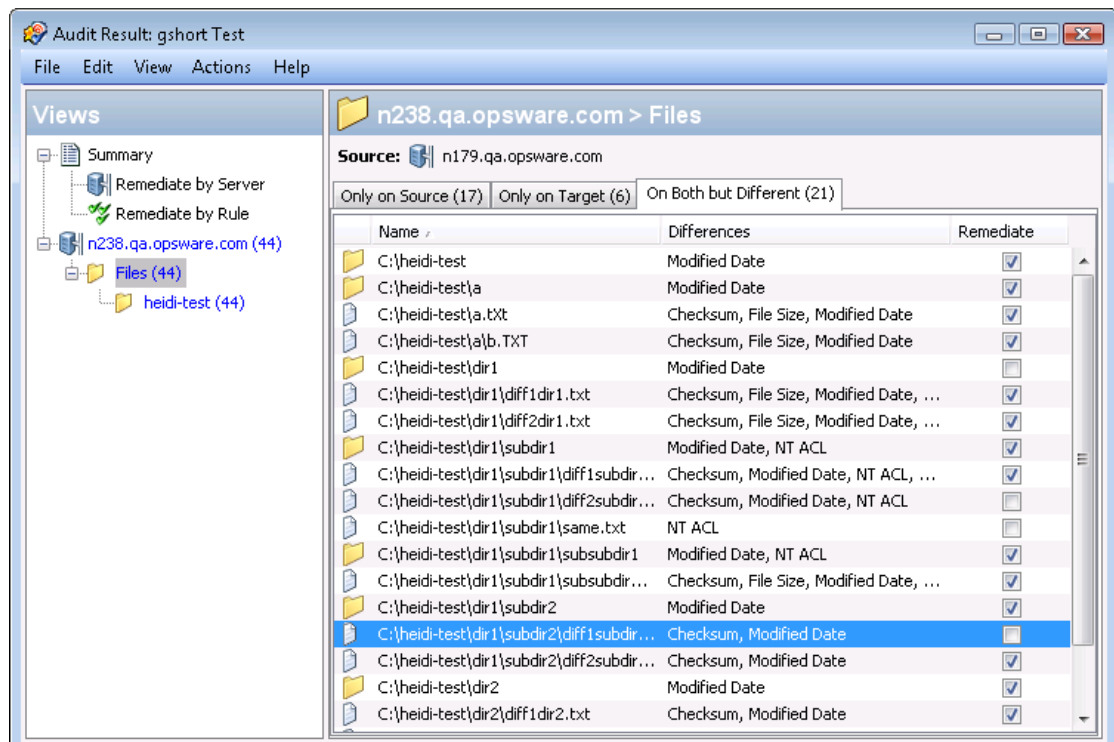 Audit Result: gshort Test
File Edit View Actions Help
Views
Summary
Remediate by Server
Remediate by Rule
n238.qa.opsware.com (44)
Files (44)
heidi-test (44)
n238.qa.opsware.com > Files
Source: n179.qa.opsware.com
Only on Source (17) Only on Target (6) On Both but Different (21)
Name Differences Remediate
C:\heidi-test Modified Date
C:\heidi-test\a Modified Date
C:\heidi-test\a.tXt Checksum, File Size, Modified Date
C:\heidi-test\a\b.TXT Checksum, File Size, Modified Date
C:\heidi-test\dir1 Modified Date
C:\heidi-test\dir1\diff1dir1.txt Checksum, File Size, Modified Date, ...
C:\heidi-test\dir1\diff2dir1.txt Checksum, File Size, Modified Date, ...
C:\heidi-test\dir1\subdir1 Modified Date, NT ACL
C:\heidi-test\dir1\subdir1\diff1subdir... Checksum, Modified Date, NT ACL, ...
C:\heidi-test\dir1\subdir1\diff2subdir... Checksum, Modified Date, NT ACL
C:\heidi-test\dir1\subdir1\same.txt NT ACL
C:\heidi-test\dir1\subdir1\subsubdir1 Modified Date, NT ACL
C:\heidi-test\dir1\subdir1\subsubdir... Checksum, File Size, Modified Date, ...
C:\heidi-test\dir1\subdir2 Modified Date
C:\heidi-test\dir1\subdir2\diff1subdir... Checksum, Modified Date
C:\heidi-test\dir1\subdir2\diff2subdir... Checksum, Modified Date
C:\heidi-test\dir2 Modified Date
C:\heidi-test\dir2\diff1dir2.txt Checksum, Modified Date